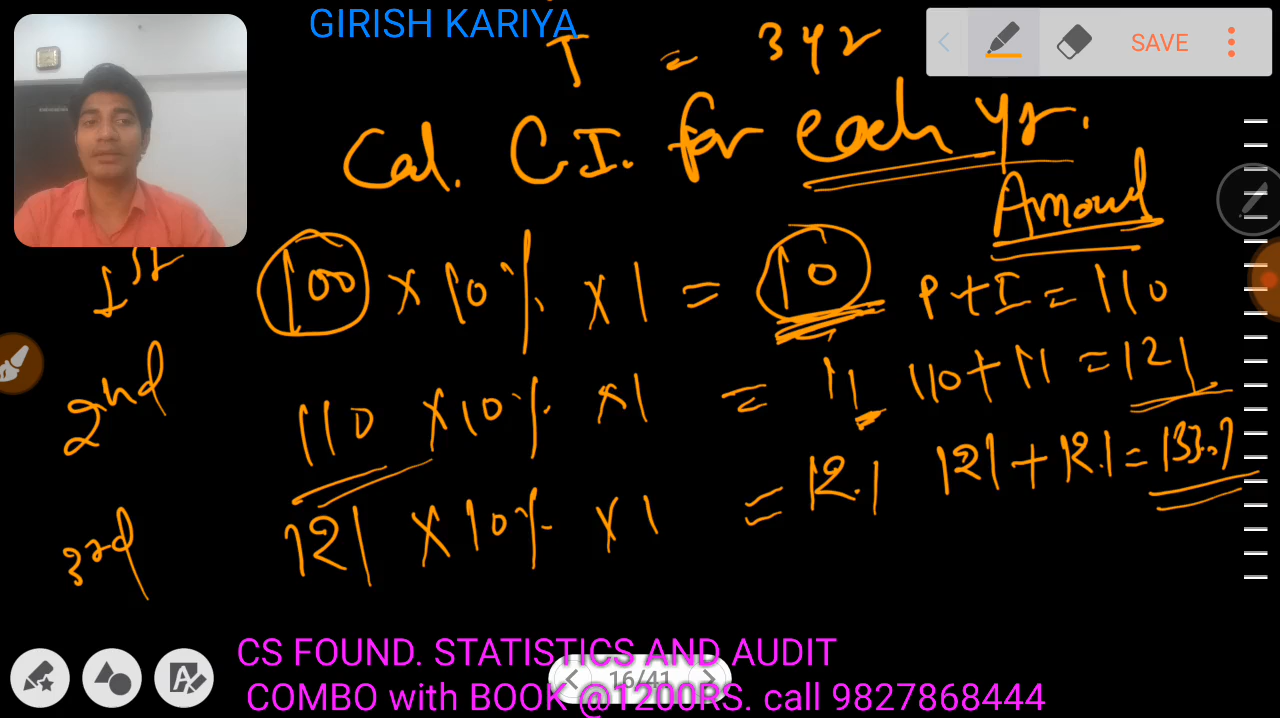 GIRISH KARIYA
T = 3yr
SAVE
Cal. C.I. for each yr.
Amount
1st 100 × 10% × 1 = 10 P+I = 110
2nd 110 × 10% × 1 = 11 110 + 11 = 121
3rd 121 × 10% × 1 = 12.1 121 + 12.1 = 133.1
CS FOUND. STATISTICS AND AUDIT
16/41
COMBO with BOOK @1200RS. call 9827868444